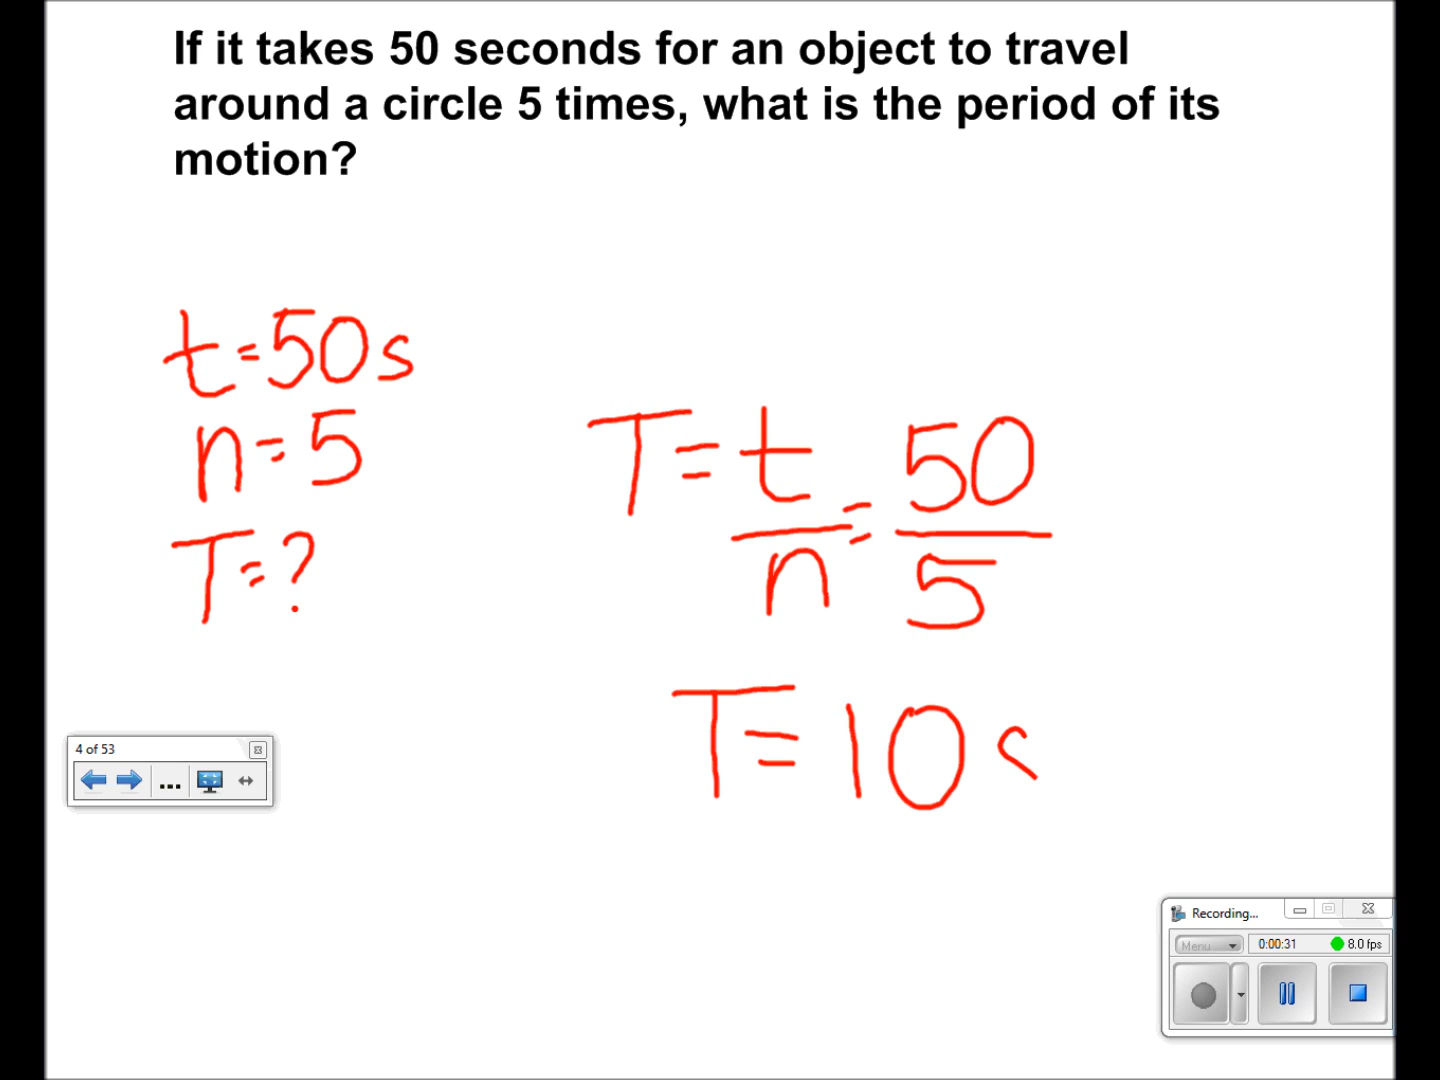 If it takes 50 seconds for an object to travel
around a circle 5 times, what is the period of its
motion?
t=50s
n=5
T=?
T=t/n=50/5
T=10s
4 of 53
...
Recording...
Menu
0:00:31
8.0 fps